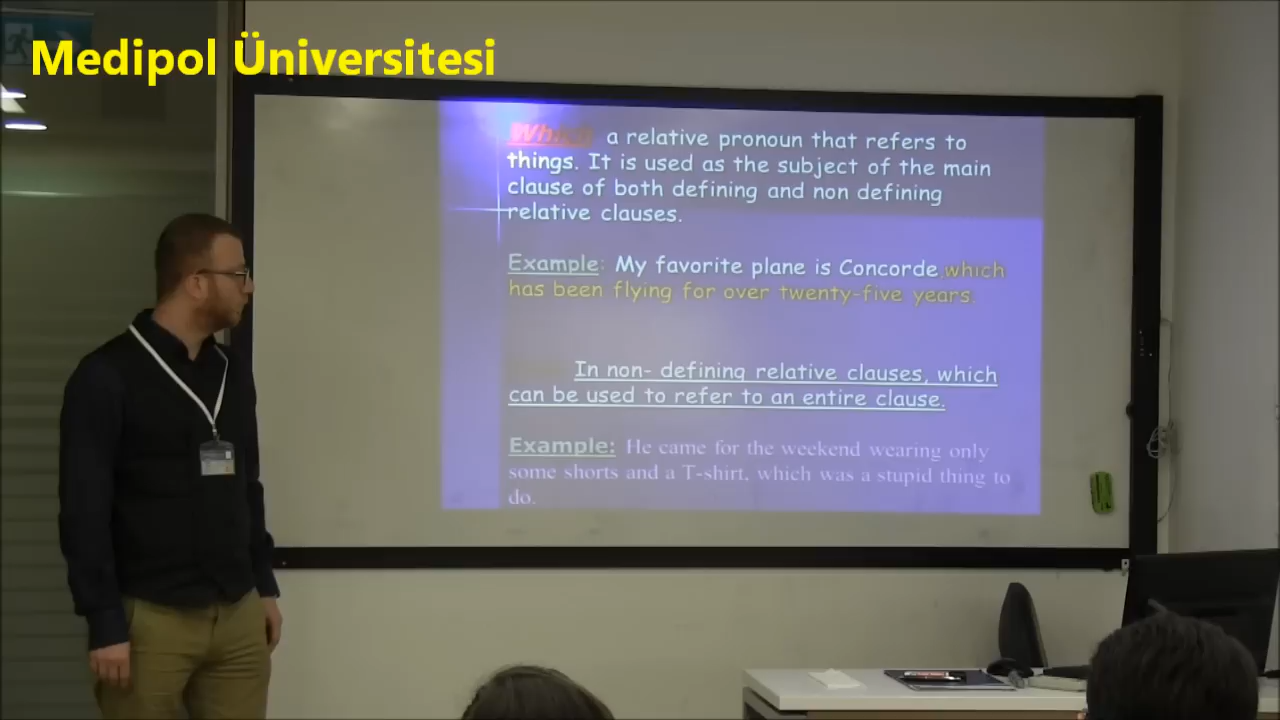 Medipol Üniversitesi
Which a relative pronoun that refers to
things. It is used as the subject of the main
clause of both defining and non defining
relative clauses.
Example: My favorite plane is Concorde which
has been flying for over twenty-five years.
In non- defining relative clauses, which
can be used to refer to an entire clause.
Example: He came for the weekend wearing only
some shorts and a T-shirt, which was a stupid thing to
do.